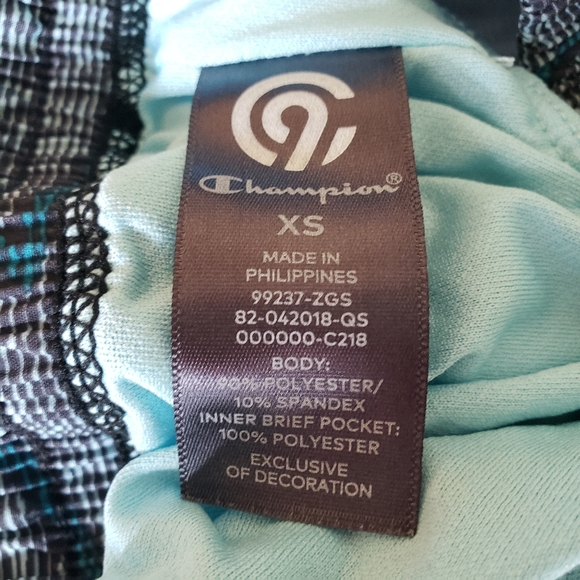 C9
Champion®
XS
MADE IN
PHILIPPINES
99237-ZGS
82-042018-QS
000000-C218
BODY:
90% POLYESTER/
10% SPANDEX
INNER BRIEF POCKET:
100% POLYESTER
EXCLUSIVE
OF DECORATION